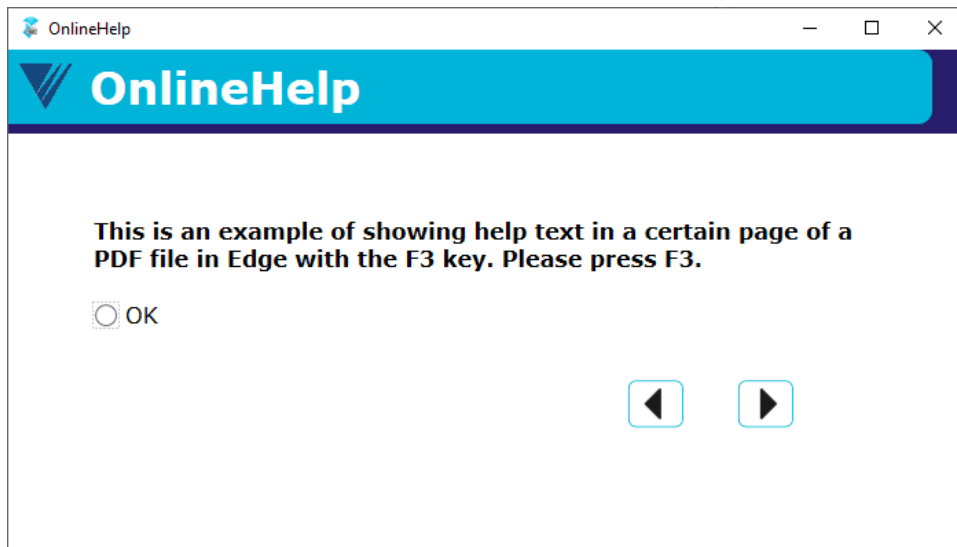 OnlineHelp
OnlineHelp
This is an example of showing help text in a certain page of a
PDF file in Edge with the F3 key. Please press F3.
OK